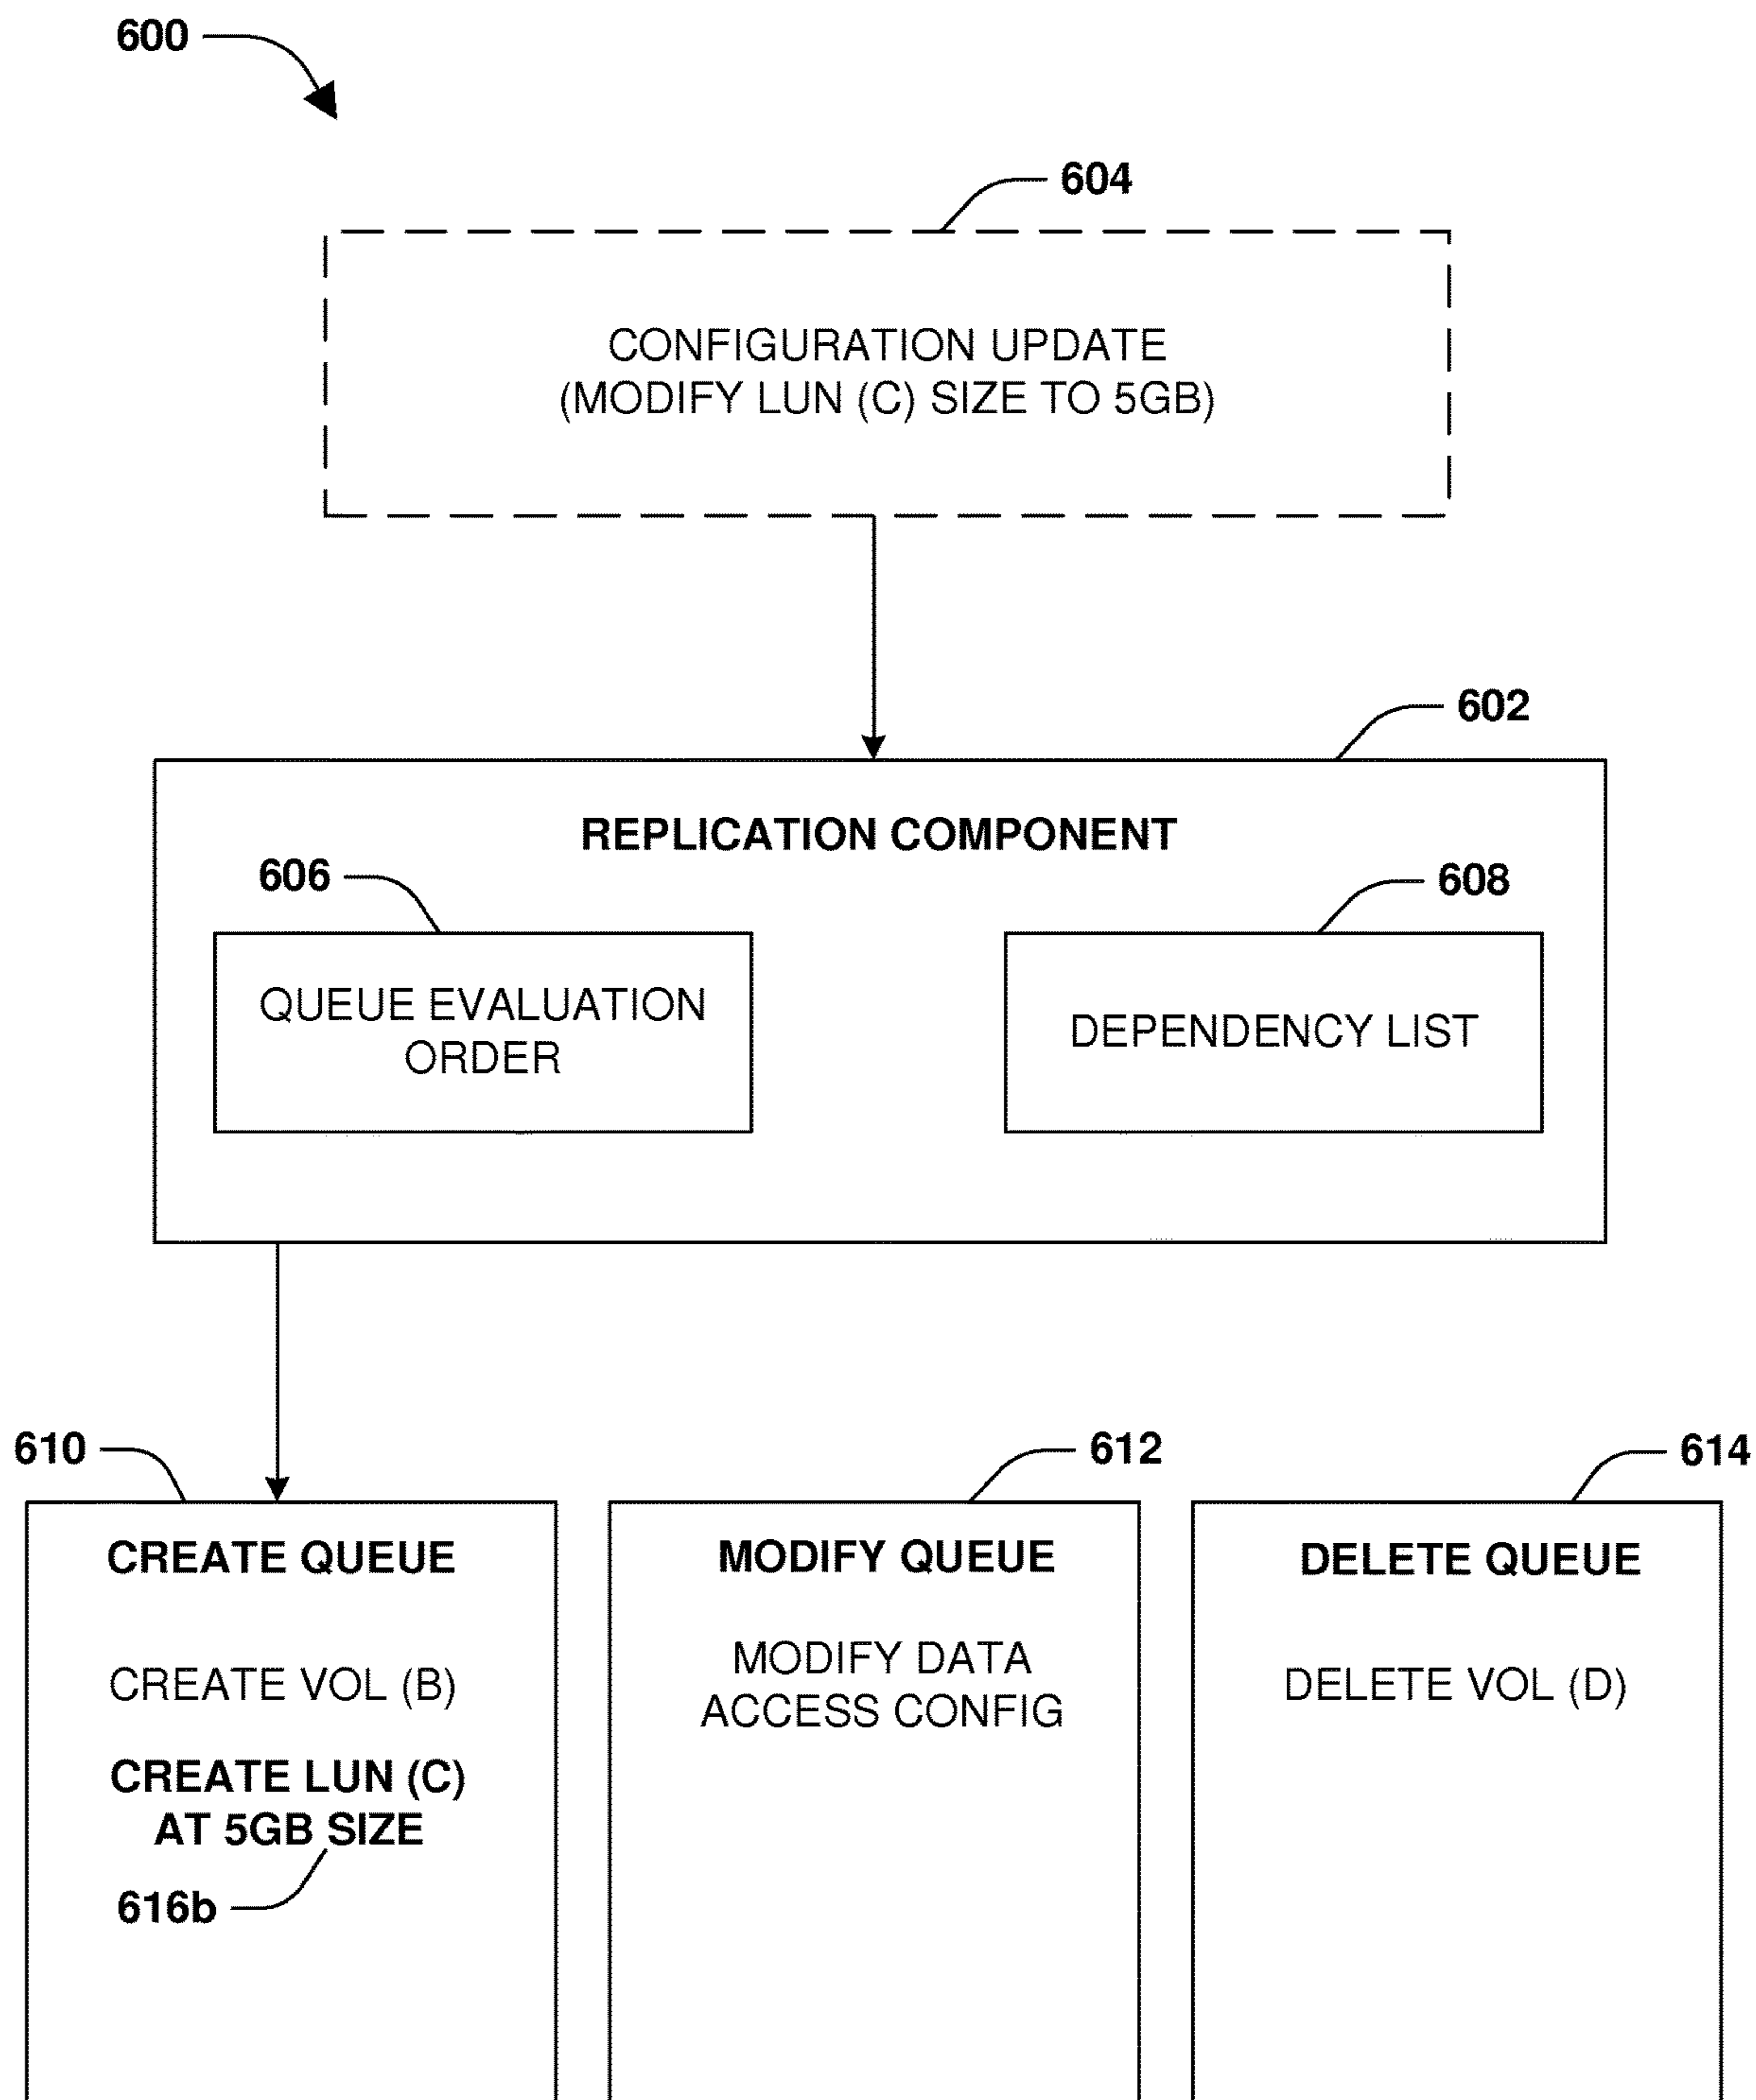 600
604
CONFIGURATION UPDATE
(MODIFY LUN (C) SIZE TO 5GB)
602
REPLICATION COMPONENT
606
608
QUEUE EVALUATION
ORDER
DEPENDENCY LIST
610
612
614
CREATE QUEUE
CREATE VOL (B)
CREATE LUN (C)
AT 5GB SIZE
616b
MODIFY QUEUE
MODIFY DATA
ACCESS CONFIG
DELETE QUEUE
DELETE VOL (D)